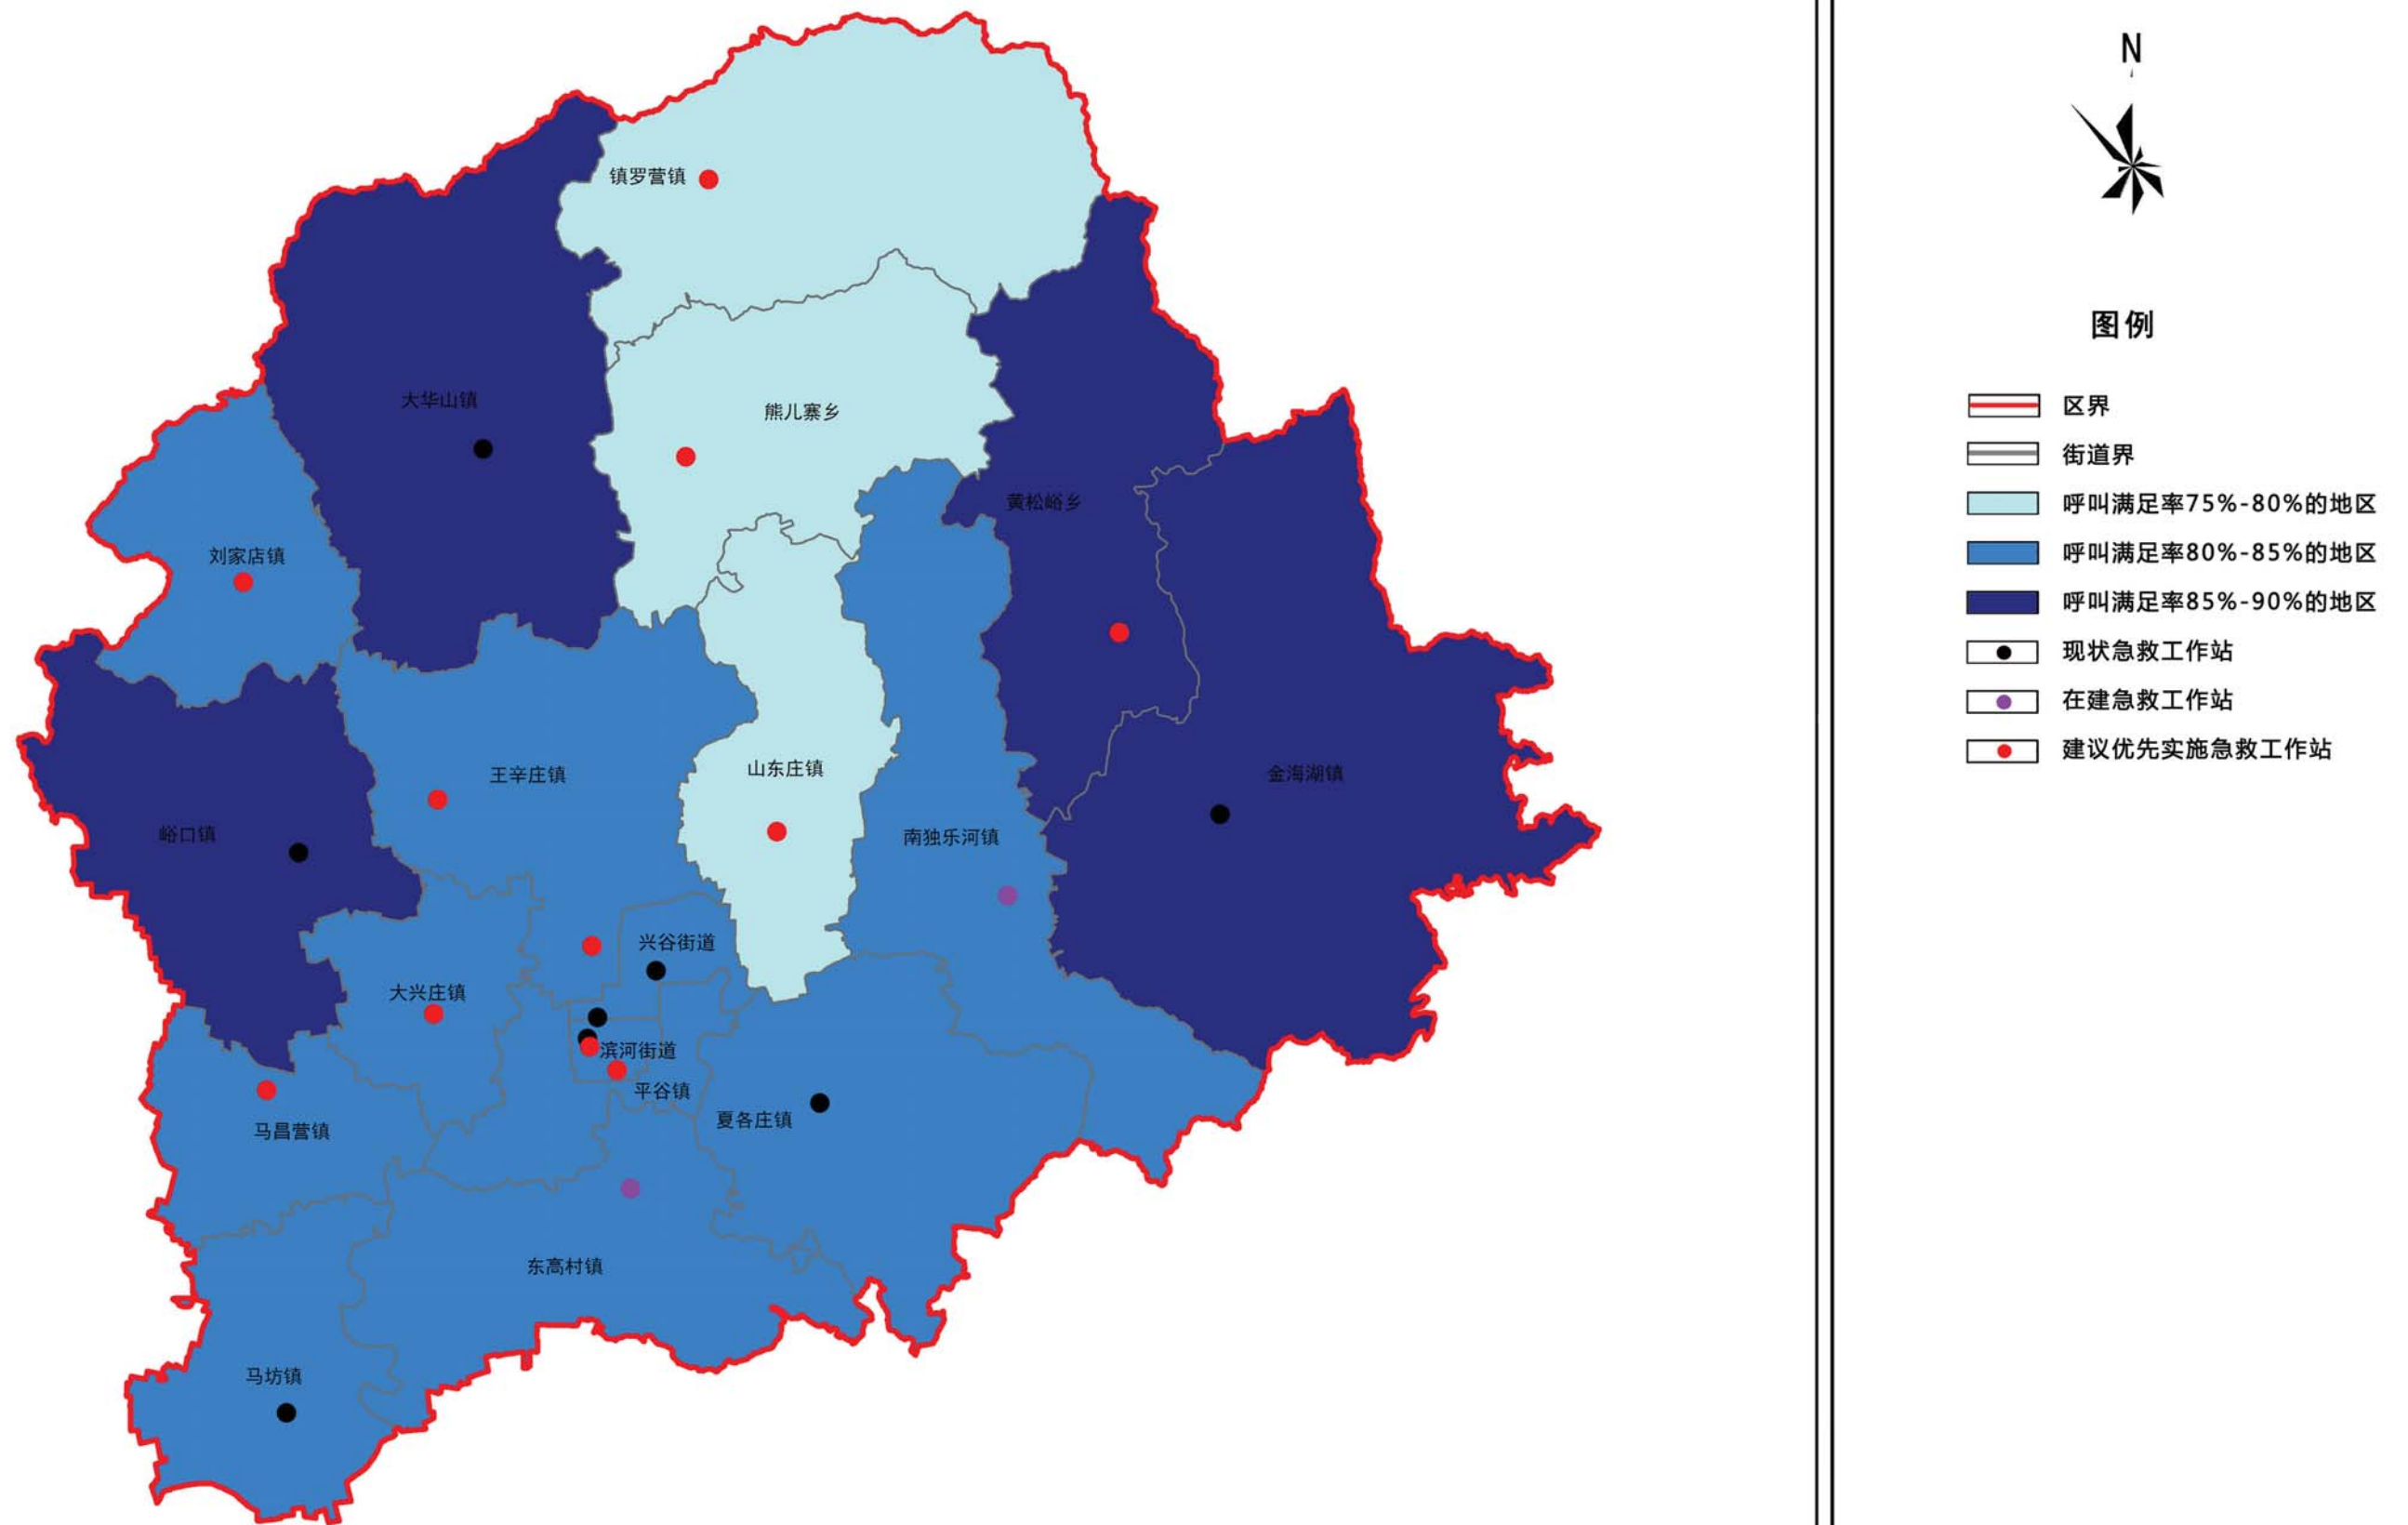 N
图例
区界
街道界
呼叫满足率75%-80%的地区
呼叫满足率80%-85%的地区
呼叫满足率85%-90%的地区
现状急救工作站
在建急救工作站
建议优先实施急救工作站
镇罗营镇
大华山镇
熊儿寨乡
黄松峪乡
刘家店镇
王辛庄镇
山东庄镇
金海湖镇
峪口镇
南独乐河镇
兴谷街道
大兴庄镇
滨河街道
平谷镇
夏各庄镇
马昌营镇
东高村镇
马坊镇